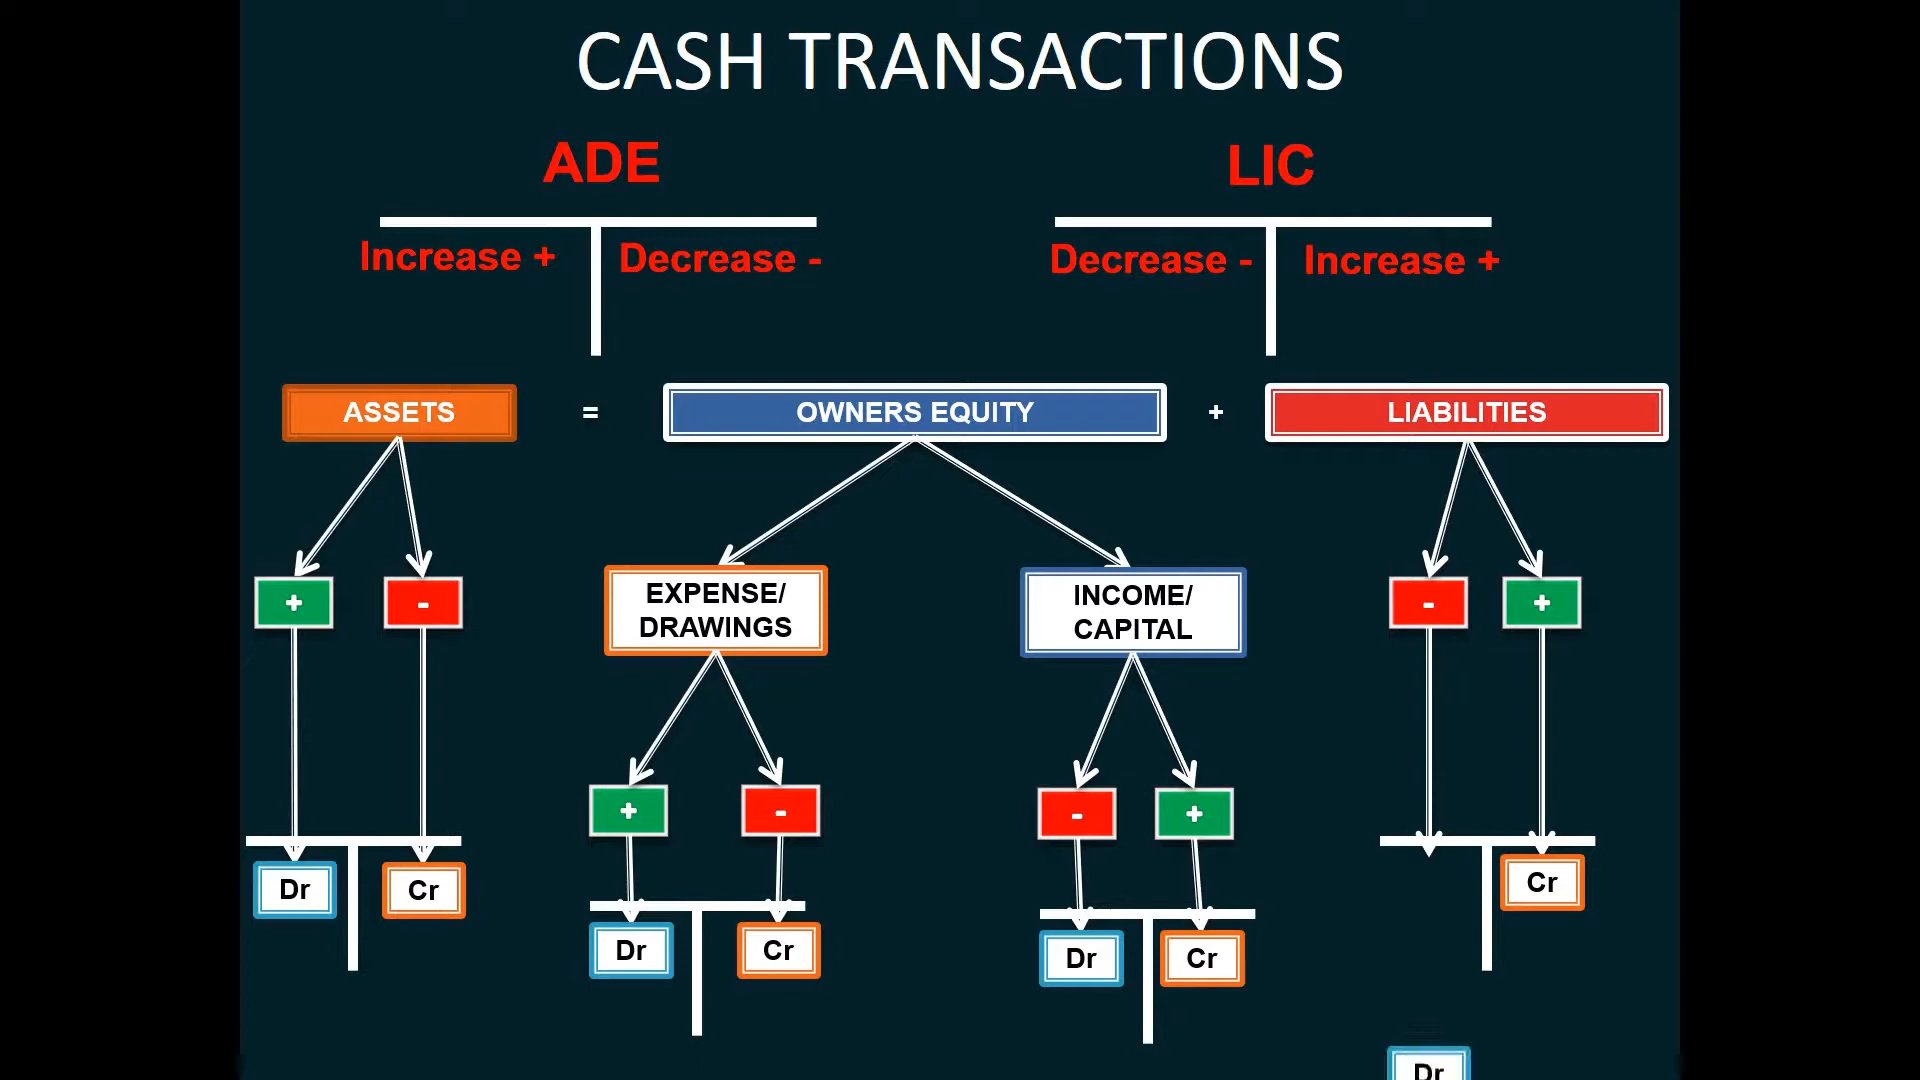 CASH TRANSACTIONS
ADE
LIC
Increase +
Decrease -
Decrease -
Increase +
ASSETS
=
OWNERS EQUITY
+
LIABILITIES
+
-
EXPENSE/
DRAWINGS
INCOME/
CAPITAL
-
+
+
-
-
+
Dr
Cr
Dr
Cr
Dr
Cr
Cr
Dr